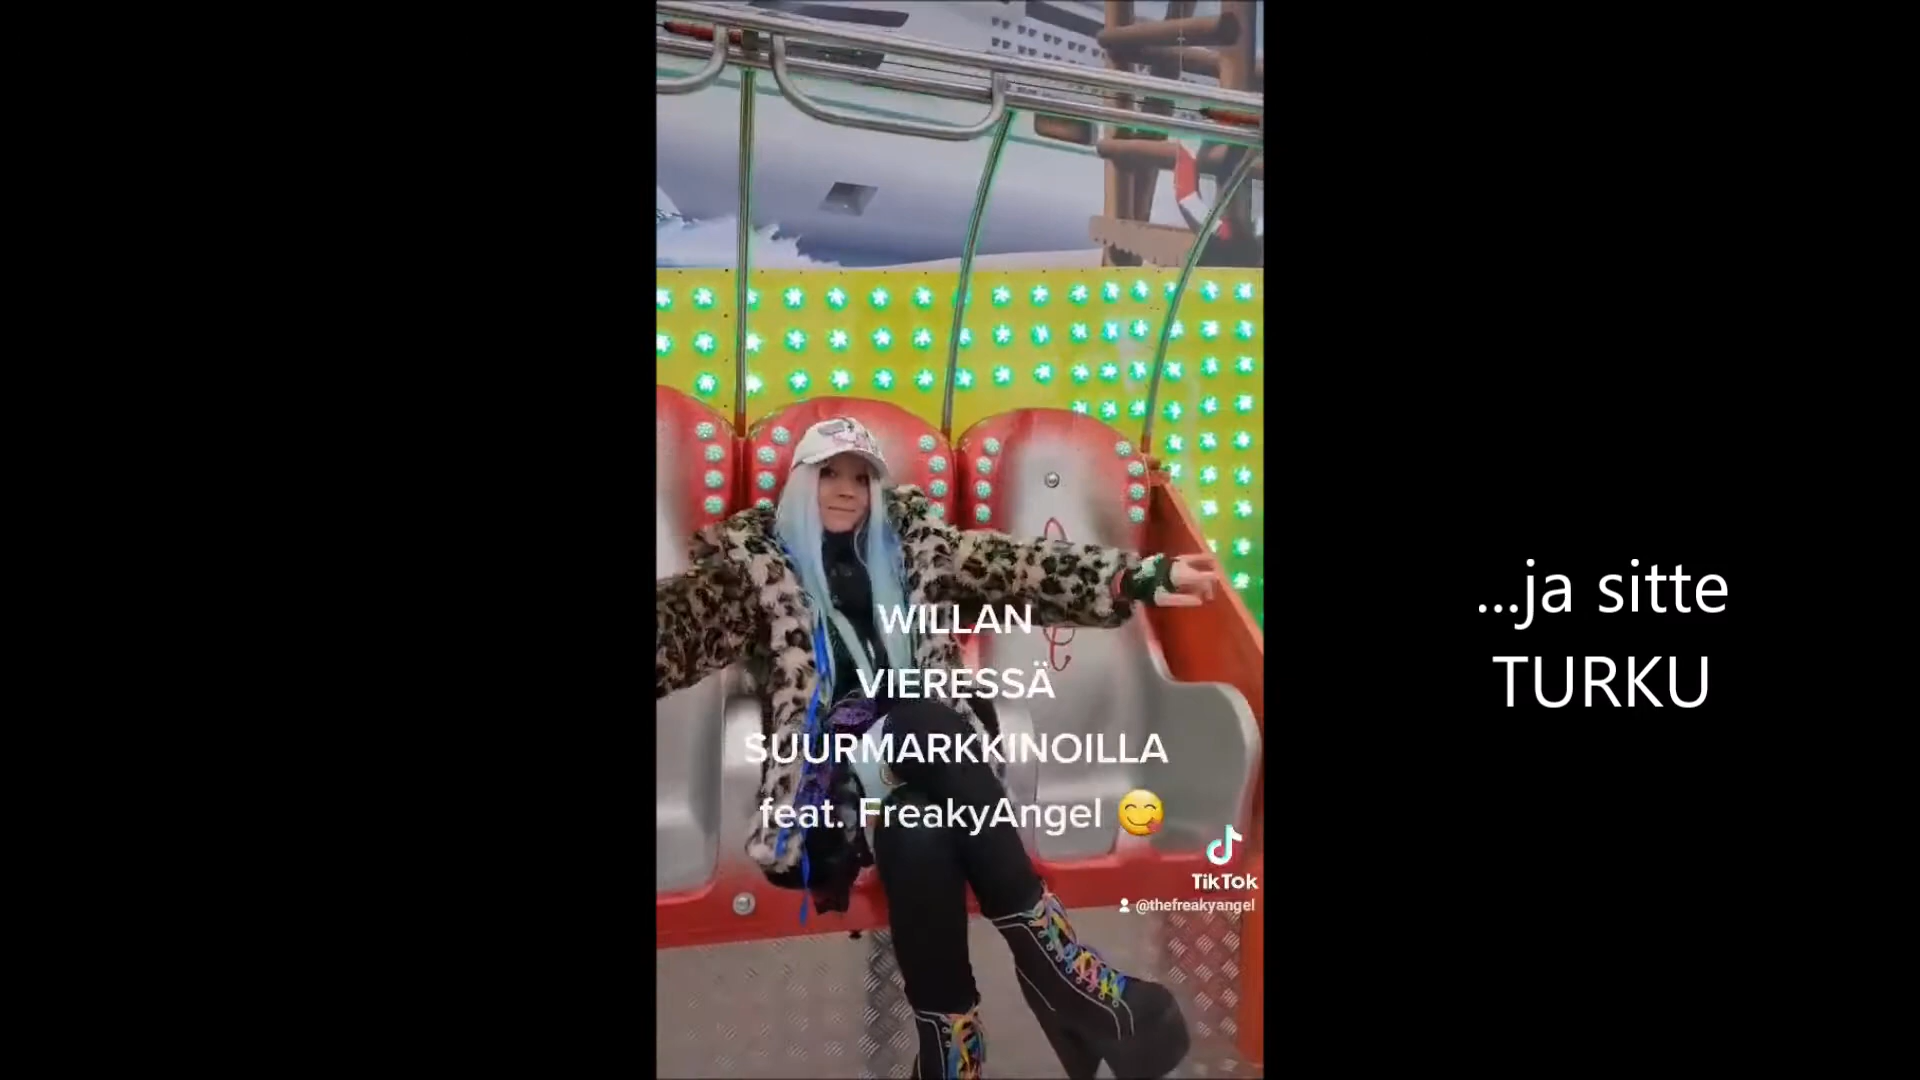 WILLAN
VIERESSÄ
SUURMARKKINOILLA
feat. FreakyAngel 😋
TikTok
@thefreakyangel
...ja sitte
TURKU